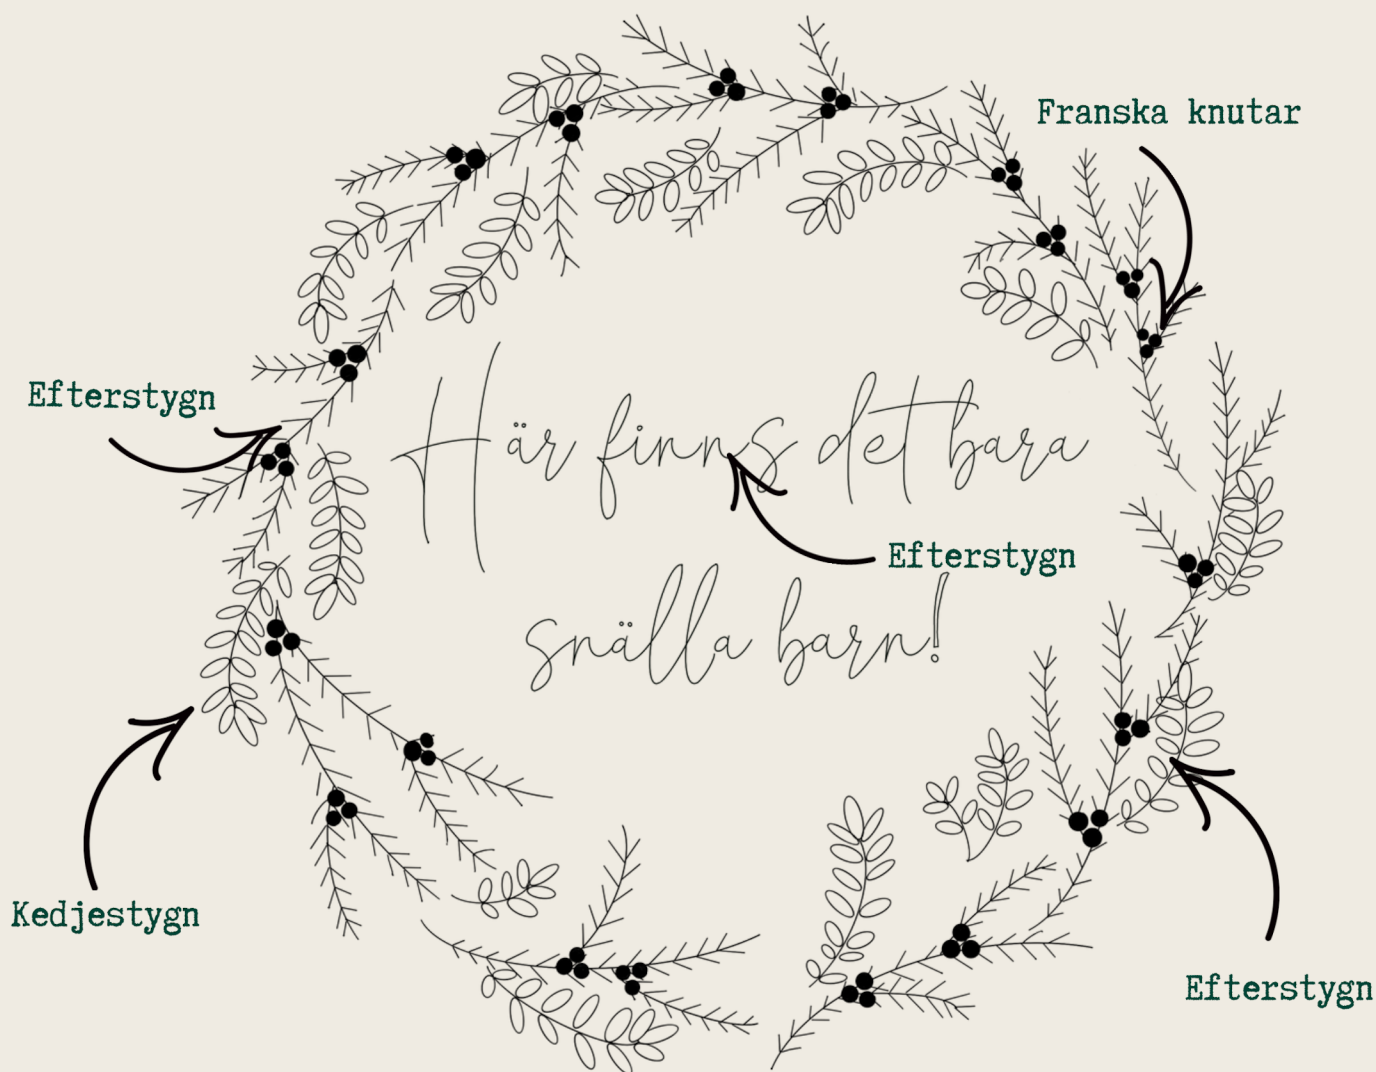 Franska knutar
Efterstygn
Här finns det bara
Efterstygn
snälla barn!
Kedjestygn
Efterstygn